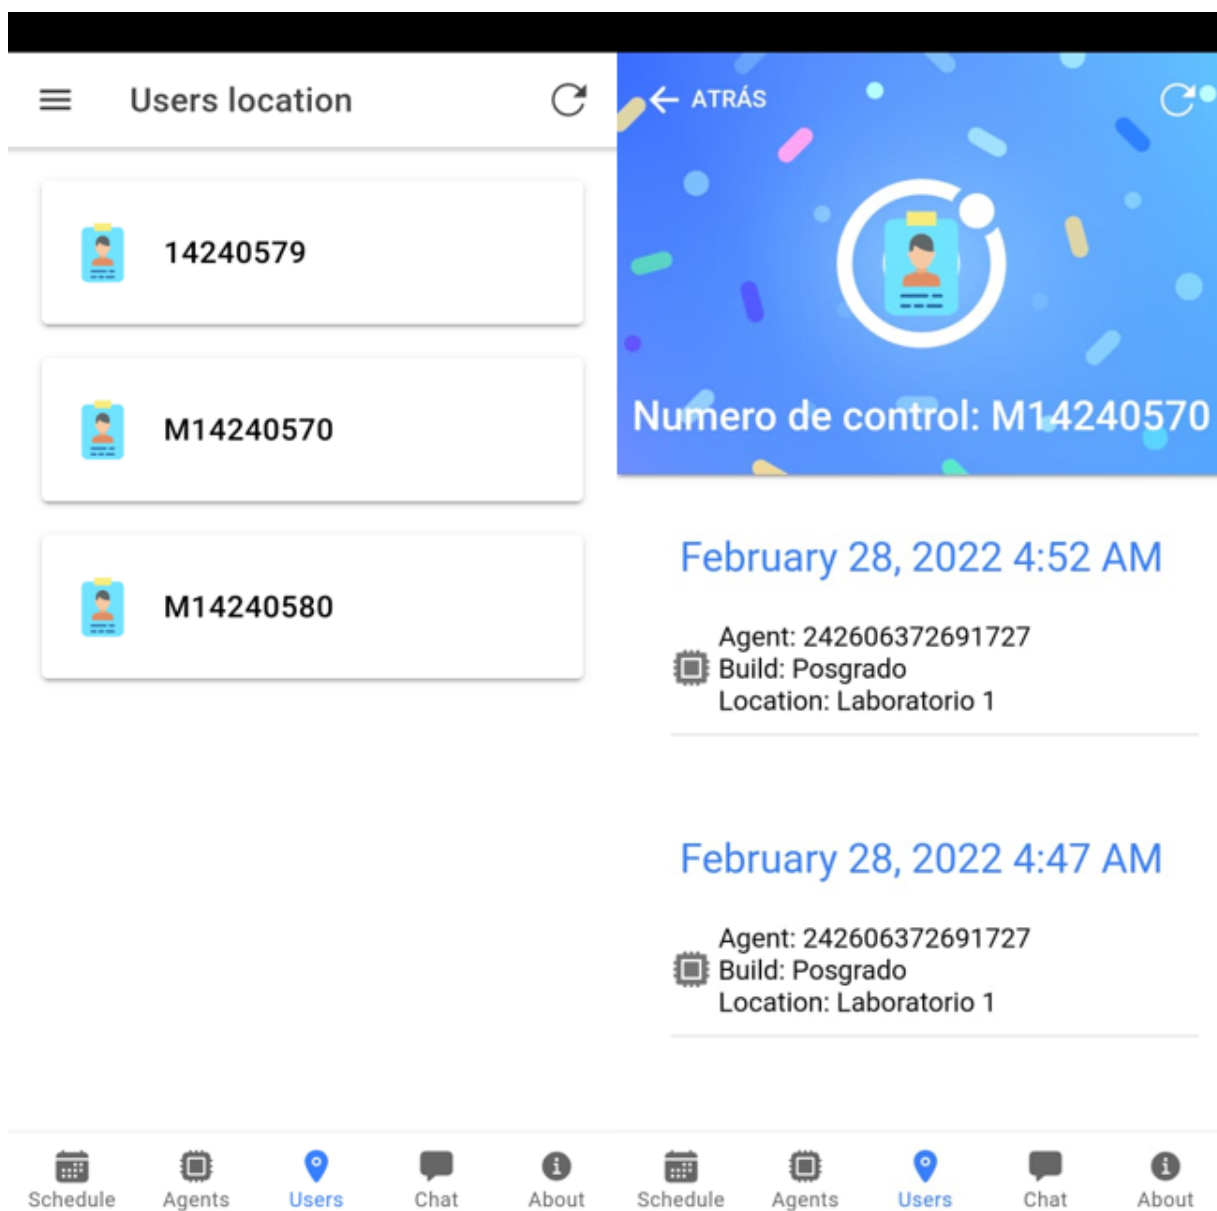 Users location
14240579
M14240570
M14240580
Schedule
Agents
Users
Chat
About
ATRÁS
Numero de control: M14240570
February 28, 2022 4:52 AM
Agent: 242606372691727
Build: Posgrado
Location: Laboratorio 1
February 28, 2022 4:47 AM
Agent: 242606372691727
Build: Posgrado
Location: Laboratorio 1
Schedule
Agents
Users
Chat
About